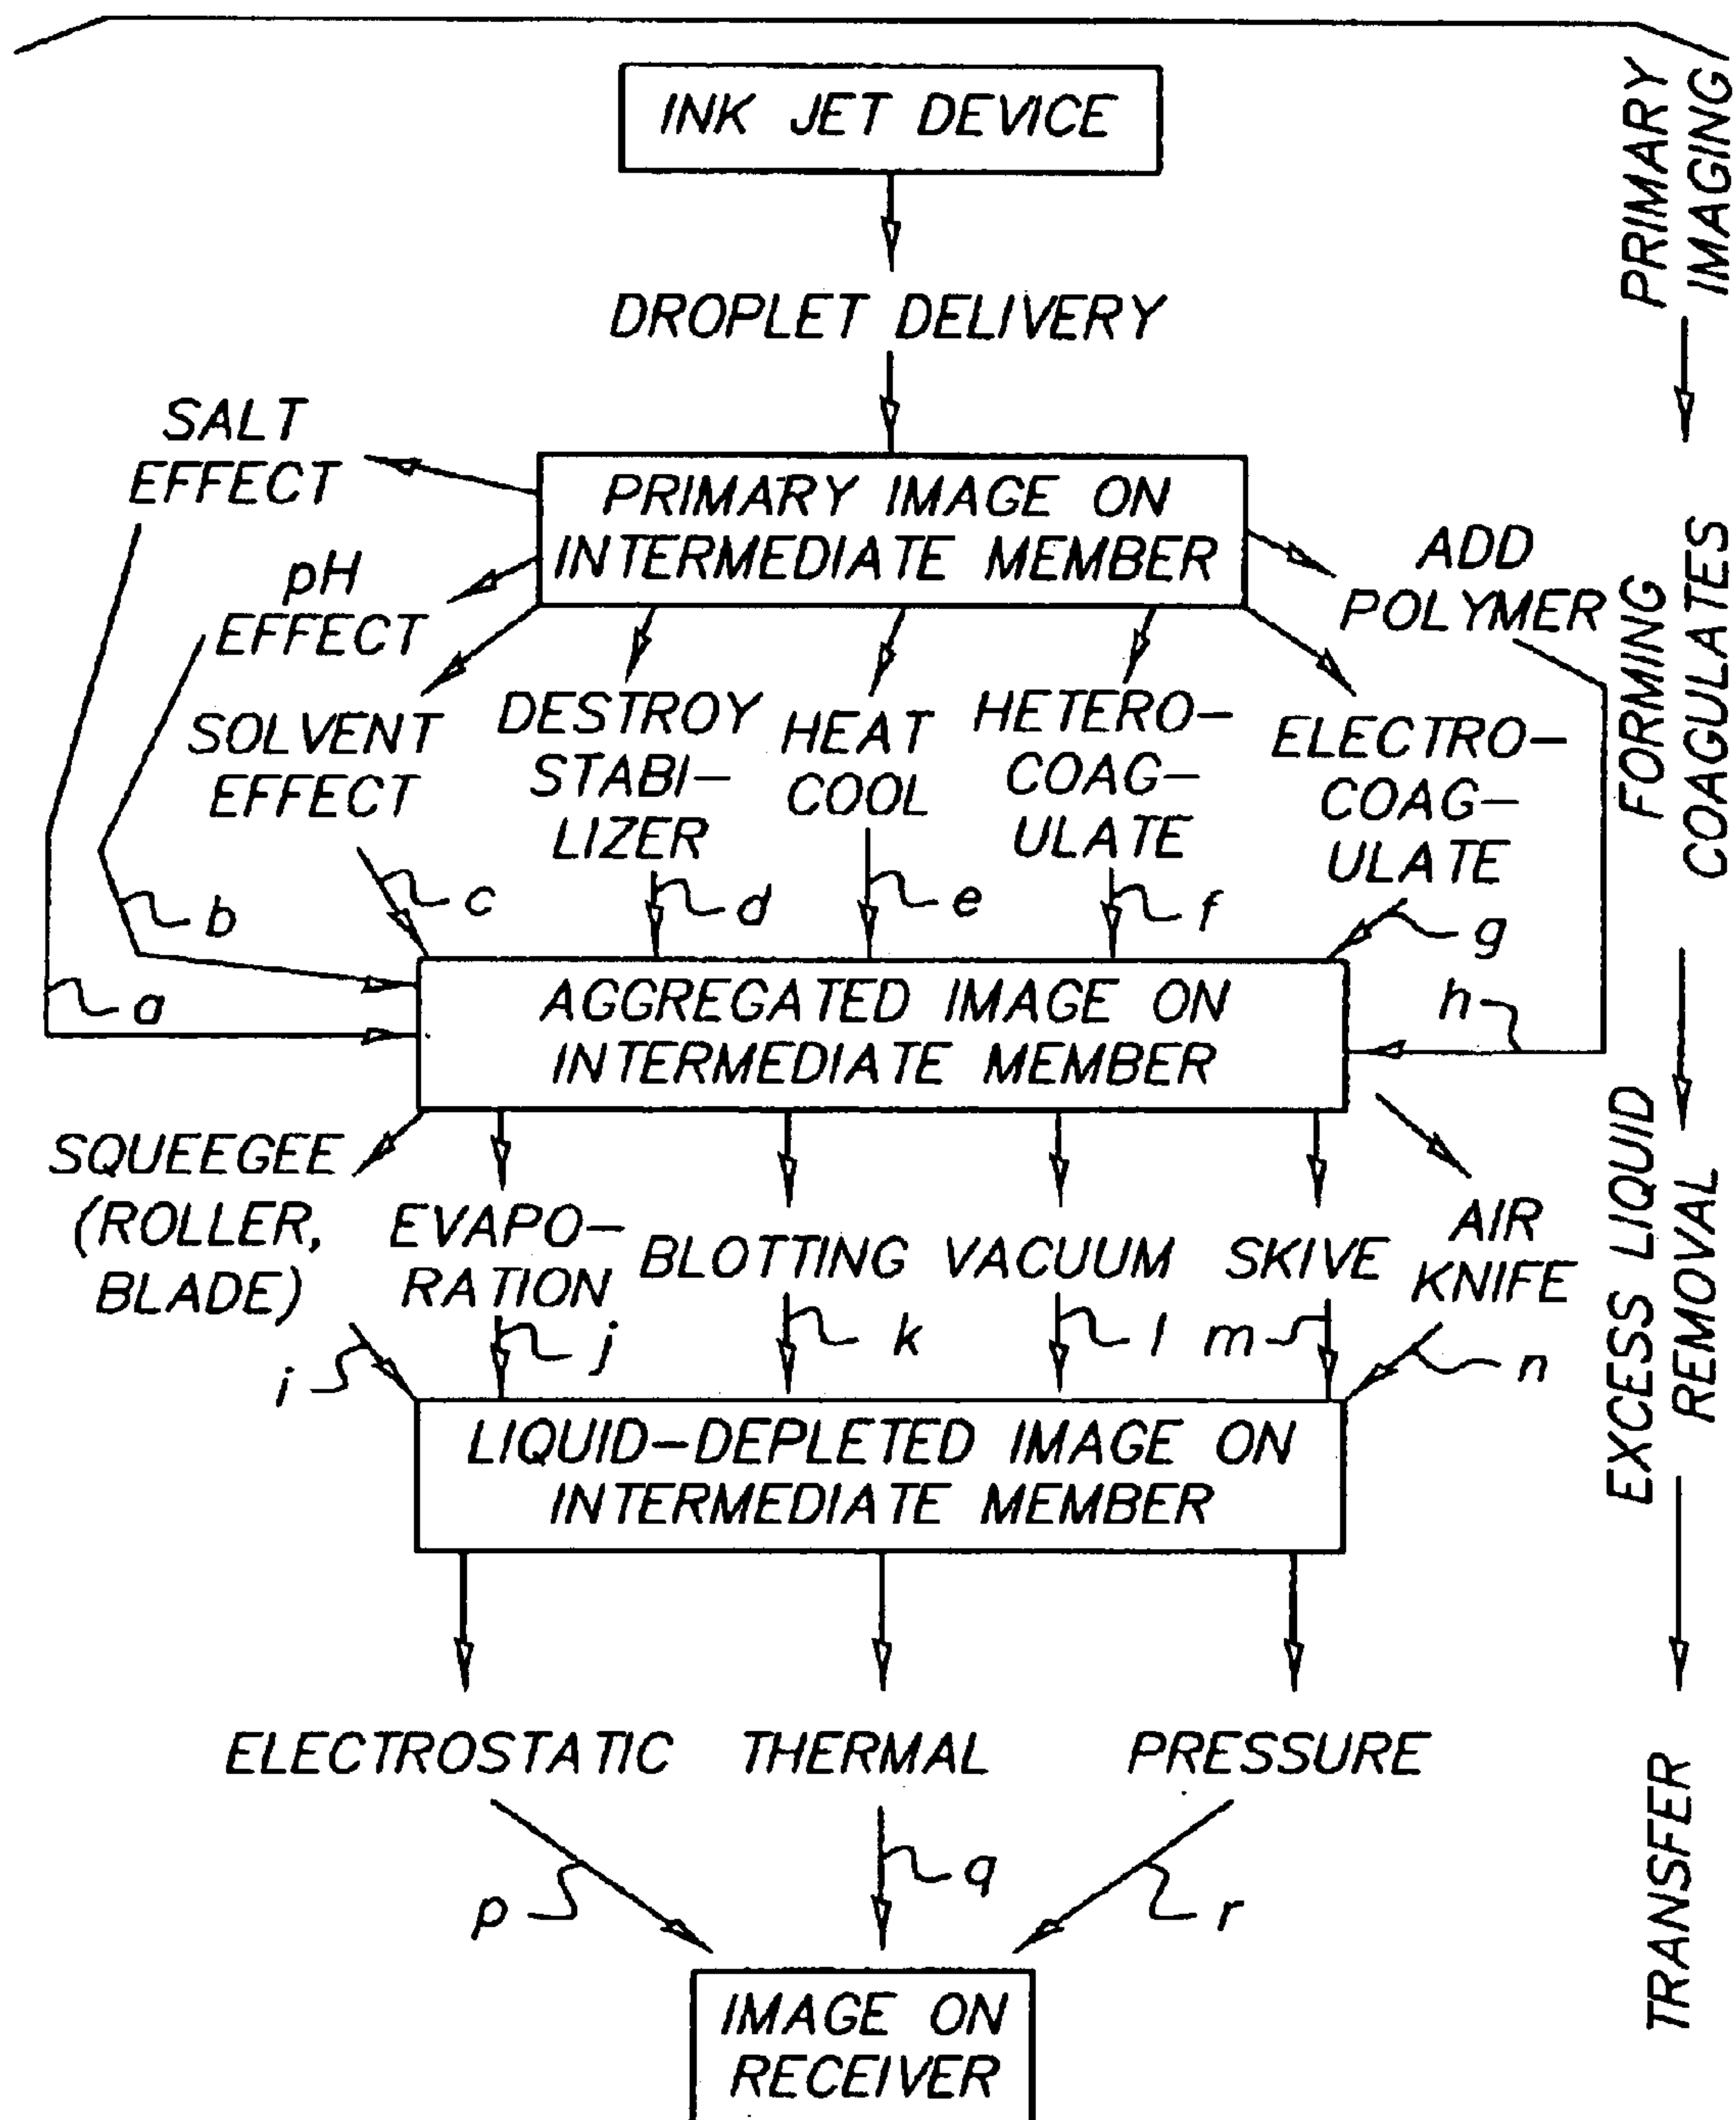 INK JET DEVICE
DROPLET DELIVERY
PRIMARY IMAGE ON
INTERMEDIATE MEMBER
SALT
EFFECT
pH
EFFECT
SOLVENT
EFFECT
DESTROY
STABI-
LIZER
HEAT
COOL
HETERO-
COAG-
ULATE
ELECTRO-
COAG-
ULATE
ADD
POLYMER
a
b
c
d
e
f
g
h
AGGREGATED IMAGE ON
INTERMEDIATE MEMBER
SQUEEGEE
(ROLLER,
BLADE)
EVAPO-
RATION
BLOTTING
VACUUM
SKIVE
AIR
KNIFE
i
j
k
l
m
n
LIQUID-DEPLETED IMAGE ON
INTERMEDIATE MEMBER
ELECTROSTATIC
THERMAL
PRESSURE
p
q
r
IMAGE ON
RECEIVER
PRIMARY
IMAGING
FORMING
COAGULATES
EXCESS LIQUID
REMOVAL
TRANSFER